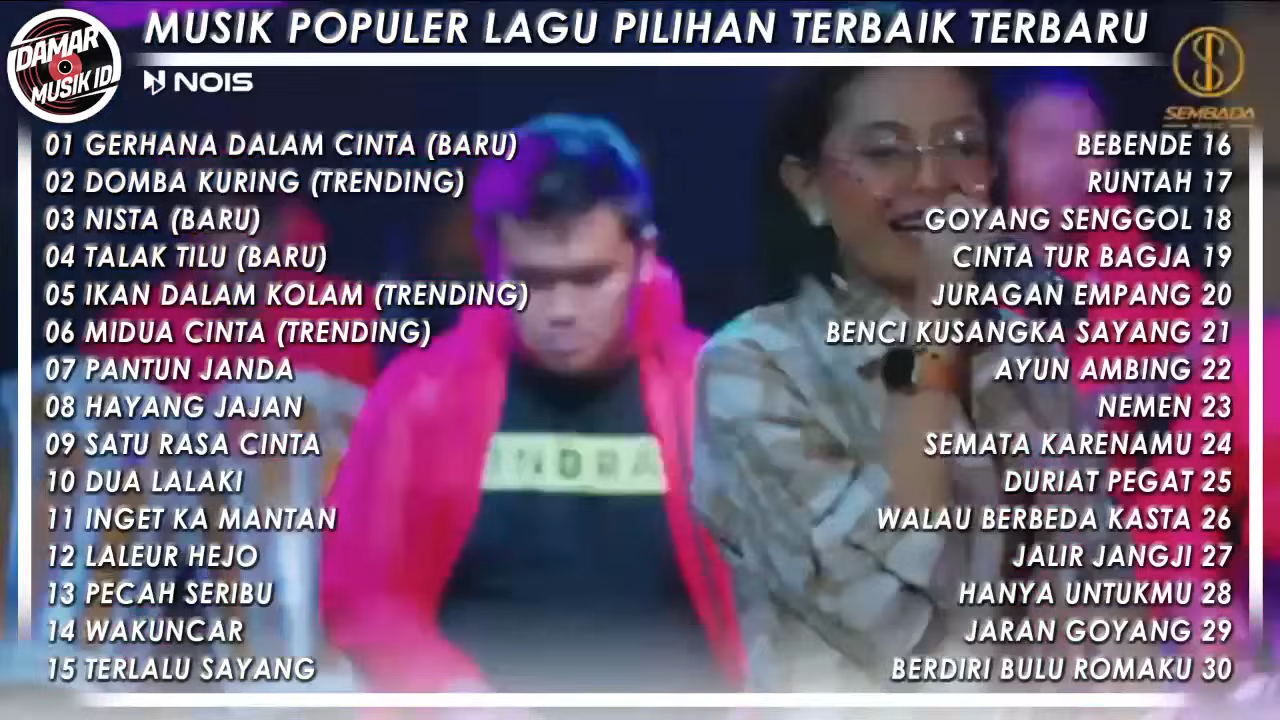 DAMAR
MUSIK ID
MUSIK POPULER LAGU PILIHAN TERBAIK TERBARU
NOIS
SEMBADA
01 GERHANA DALAM CINTA (BARU)
02 DOMBA KURING (TRENDING)
03 NISTA (BARU)
04 TALAK TILU (BARU)
05 IKAN DALAM KOLAM (TRENDING)
06 MIDUA CINTA (TRENDING)
07 PANTUN JANDA
08 HAYANG JAJAN
09 SATU RASA CINTA
10 DUA LALAKI
11 INGET KA MANTAN
12 LALEUR HEJO
13 PECAH SERIBU
14 WAKUNCAR
15 TERLALU SAYANG
BEBENDE 16
RUNTAH 17
GOYANG SENGGOL 18
CINTA TUR BAGJA 19
JURAGAN EMPANG 20
BENCI KUSANGKA SAYANG 21
AYUN AMBING 22
NEMEN 23
SEMATA KARENAMU 24
DURIAT PEGAT 25
WALAU BERBEDA KASTA 26
JALIR JANGJI 27
HANYA UNTUKMU 28
JARAN GOYANG 29
BERDIRI BULU ROMAKU 30